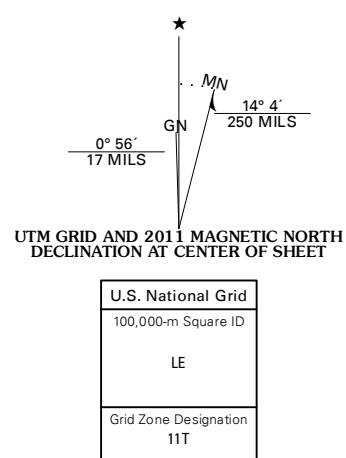 ★
MN
GN
14° 4´
250 MILS
0° 56´
17 MILS
UTM GRID AND 2011 MAGNETIC NORTH
DECLINATION AT CENTER OF SHEET
U.S. National Grid
100,000-m Square ID
LE
Grid Zone Designation
11T